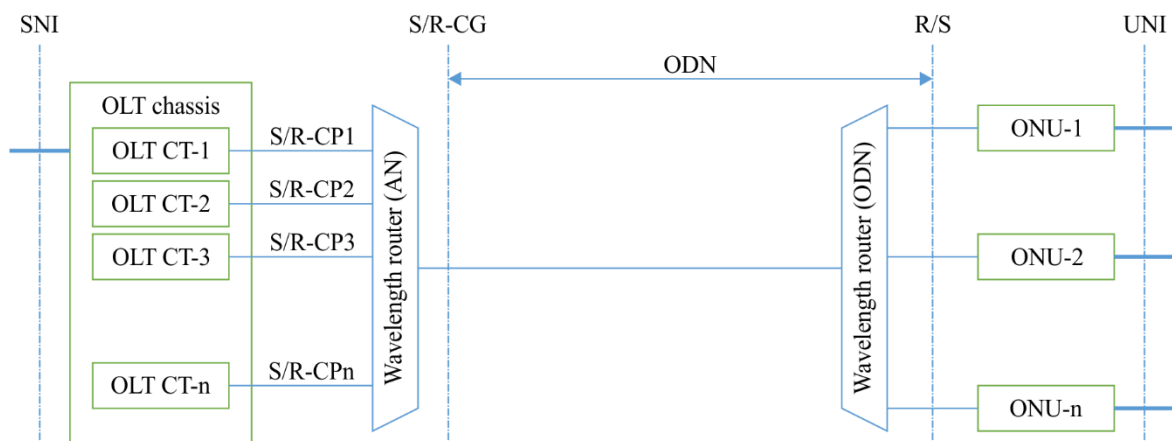 SNI
S/R-CG
R/S
UNI
ODN
OLT chassis
OLT CT-1
S/R-CP1
OLT CT-2
S/R-CP2
OLT CT-3
S/R-CP3
OLT CT-n
S/R-CPn
Wavelength router (AN)
Wavelength router (ODN)
ONU-1
ONU-2
ONU-n